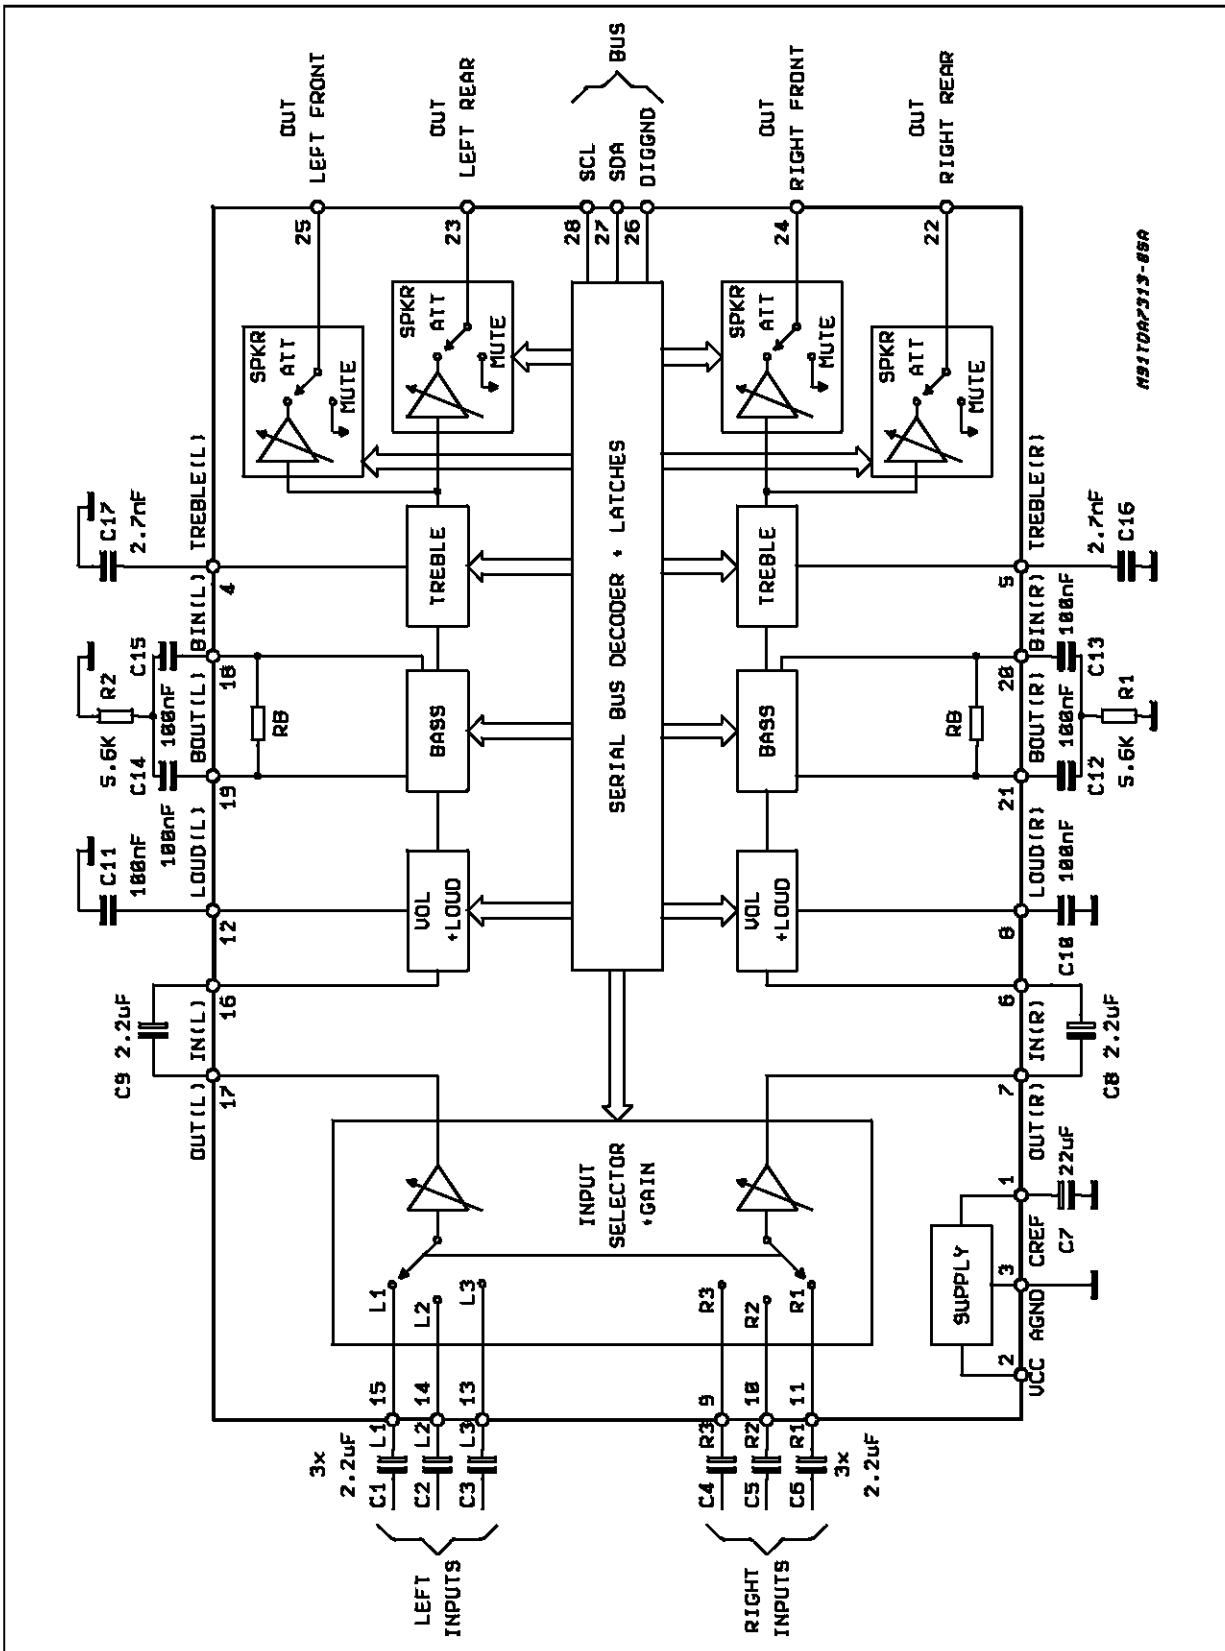 C9 2.2uF
C11
100nF
R2
5.6K
C14
100nF
C15
100nF
C17
2.7nF
OUT(L)
IN(L)
LOUD(L)
BOUT(L)
BIN(L)
TREBLE(L)
17
16
12
19
18
4
RB
25
OUT
LEFT FRONT
SPKR
ATT
MUTE
3x
2.2uF
LEFT
INPUTS
C1
L1
15
L1
C2
L2
14
L2
C3
L3
13
L3
VOL
+LOUD
BASS
TREBLE
SPKR
ATT
MUTE
23
OUT
LEFT REAR
INPUT
SELECTOR
+GAIN
SERIAL BUS DECODER + LATCHES
28
SCL
27
SDA
26
DIGGND
BUS
RIGHT
INPUTS
C4
R3
9
R3
C5
R2
10
R2
C6
R1
11
R1
3x
2.2uF
VOL
+LOUD
BASS
TREBLE
SPKR
ATT
MUTE
24
OUT
RIGHT FRONT
SPKR
ATT
MUTE
22
OUT
RIGHT REAR
SUPPLY
RB
2
3
1
7
6
8
21
20
5
VCC
AGND
CREF
OUT(R)
IN(R)
LOUD(R)
BOUT(R)
BIN(R)
TREBLE(R)
C7
22uF
C8 2.2uF
C10
100nF
C12
100nF
C13
100nF
R1
5.6K
C16
2.7nF
M91TDA7313-05A